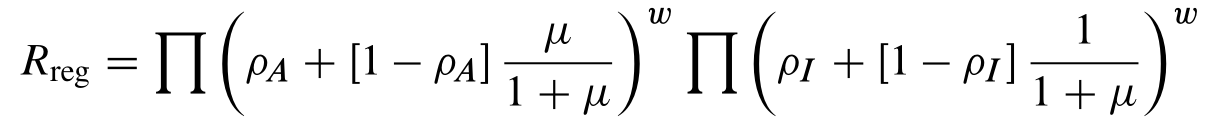 R_reg = ∏ (ρ_A + [1 − ρ_A] μ/(1 + μ))^w ∏ (ρ_I + [1 − ρ_I] 1/(1 + μ))^w